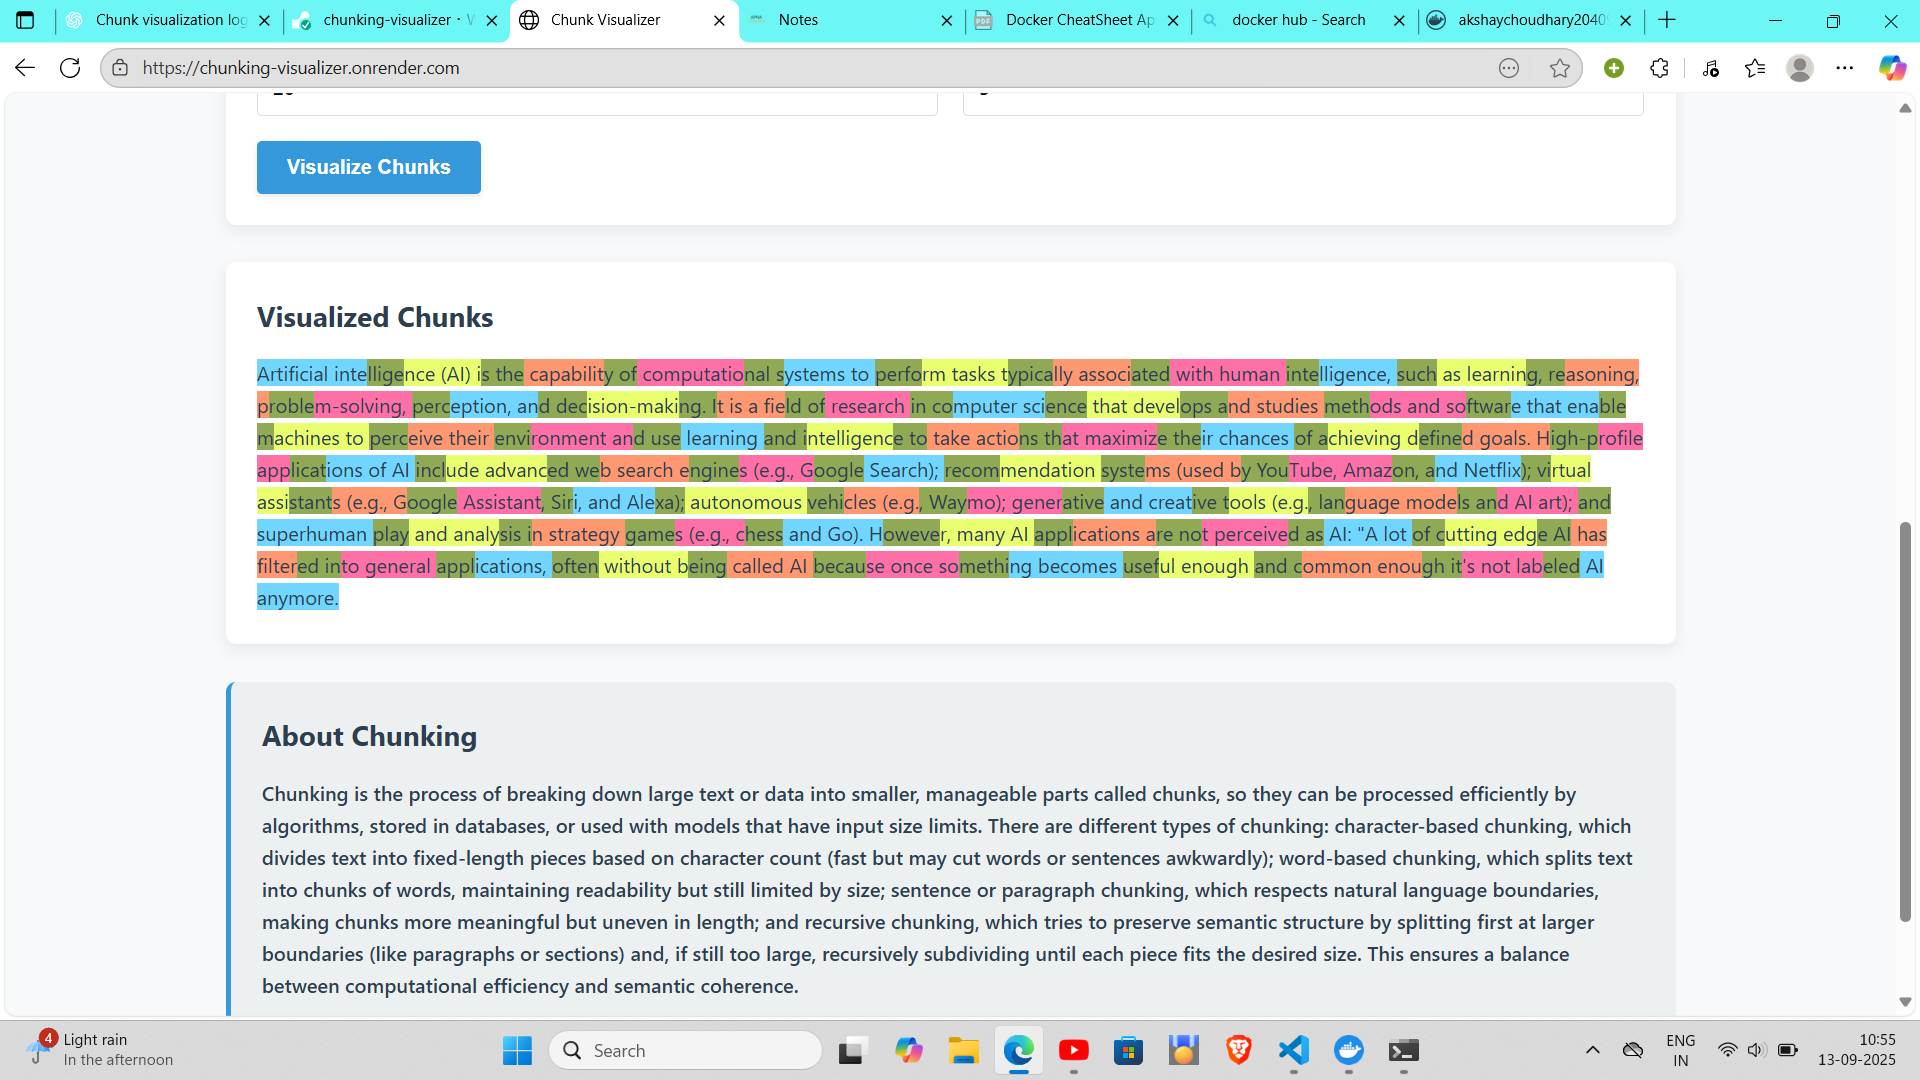 Chunk visualization log
chunking-visualizer · W
Chunk Visualizer
Notes
Docker CheatSheet Ap
docker hub - Search
akshaychoudhary2040
https://chunking-visualizer.onrender.com
Visualize Chunks
Visualized Chunks
Artificial intelligence (AI) is the capability of computational systems to perform tasks typically associated with human intelligence, such as learning, reasoning,
problem-solving, perception, and decision-making. It is a field of research in computer science that develops and studies methods and software that enable
machines to perceive their environment and use learning and intelligence to take actions that maximize their chances of achieving defined goals. High-profile
applications of AI include advanced web search engines (e.g., Google Search); recommendation systems (used by YouTube, Amazon, and Netflix); virtual
assistants (e.g., Google Assistant, Siri, and Alexa); autonomous vehicles (e.g., Waymo); generative and creative tools (e.g., language models and AI art); and
superhuman play and analysis in strategy games (e.g., chess and Go). However, many AI applications are not perceived as AI: "A lot of cutting edge AI has
filtered into general applications, often without being called AI because once something becomes useful enough and common enough it's not labeled AI
anymore.
About Chunking
Chunking is the process of breaking down large text or data into smaller, manageable parts called chunks, so they can be processed efficiently by
algorithms, stored in databases, or used with models that have input size limits. There are different types of chunking: character-based chunking, which
divides text into fixed-length pieces based on character count (fast but may cut words or sentences awkwardly); word-based chunking, which splits text
into chunks of words, maintaining readability but still limited by size; sentence or paragraph chunking, which respects natural language boundaries,
making chunks more meaningful but uneven in length; and recursive chunking, which tries to preserve semantic structure by splitting first at larger
boundaries (like paragraphs or sections) and, if still too large, recursively subdividing until each piece fits the desired size. This ensures a balance
between computational efficiency and semantic coherence.
4
Light rain
In the afternoon
Search
ENG
IN
10:55
13-09-2025